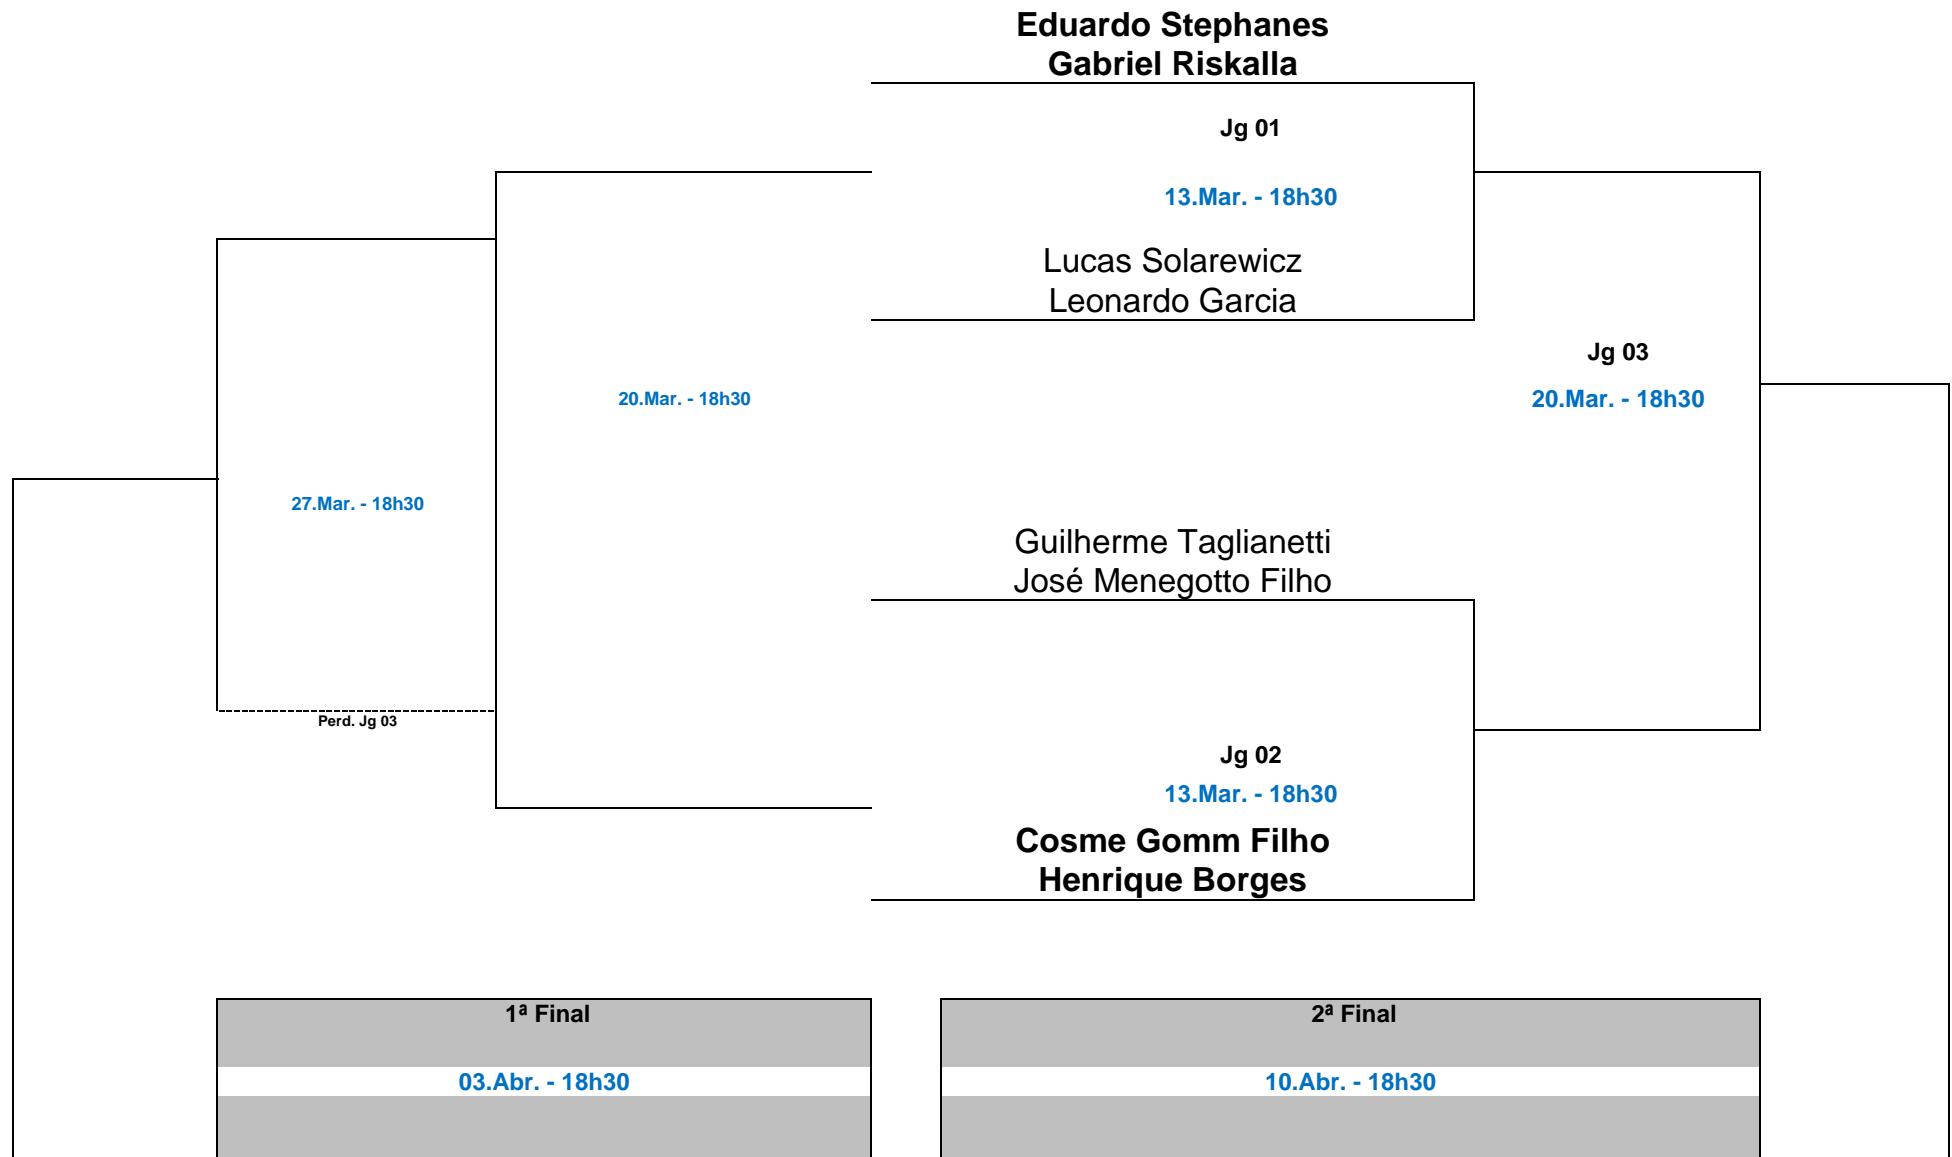 Eduardo Stephanes
Gabriel Riskalla
Jg 01
13.Mar. - 18h30
Lucas Solarewicz
Leonardo Garcia
Jg 03
20.Mar. - 18h30
20.Mar. - 18h30
27.Mar. - 18h30
Guilherme Taglianetti
José Menegotto Filho
Perd. Jg 03
Jg 02
13.Mar. - 18h30
Cosme Gomm Filho
Henrique Borges
1ª Final
2ª Final
03.Abr. - 18h30
10.Abr. - 18h30